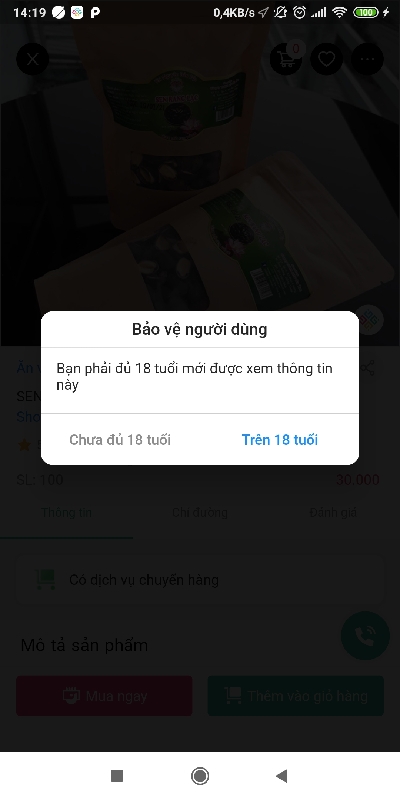 14:19
0,4KB/s
100
0
Bảo vệ người dùng
Bạn phải đủ 18 tuổi mới được xem thông tin
này
Chưa đủ 18 tuổi
Trên 18 tuổi
SEN
Sho
SL: 100
30.000
Thông tin
Chỉ đường
Đánh giá
Có dịch vụ chuyển hàng
Mô tả sản phẩm
Mua ngay
Thêm vào giỏ hàng